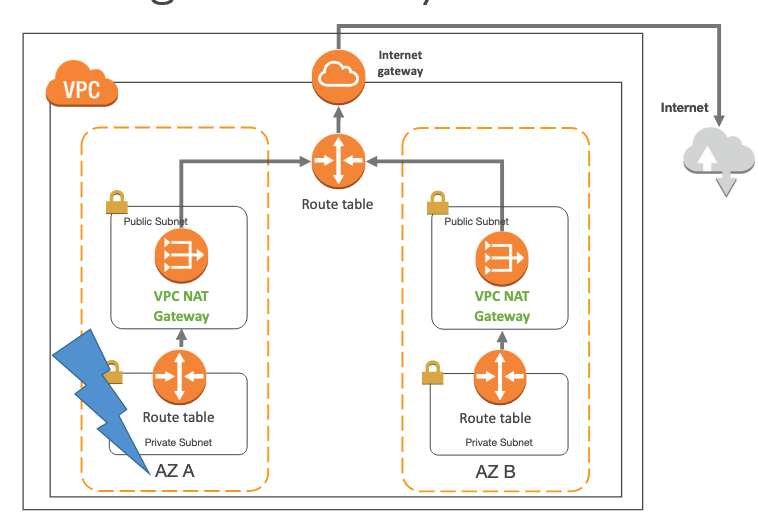 Internet
gateway
VPC
Internet
Route table
Public Subnet
VPC NAT
Gateway
Route table
Private Subnet
AZ A
Public Subnet
VPC NAT
Gateway
Route table
Private Subnet
AZ B